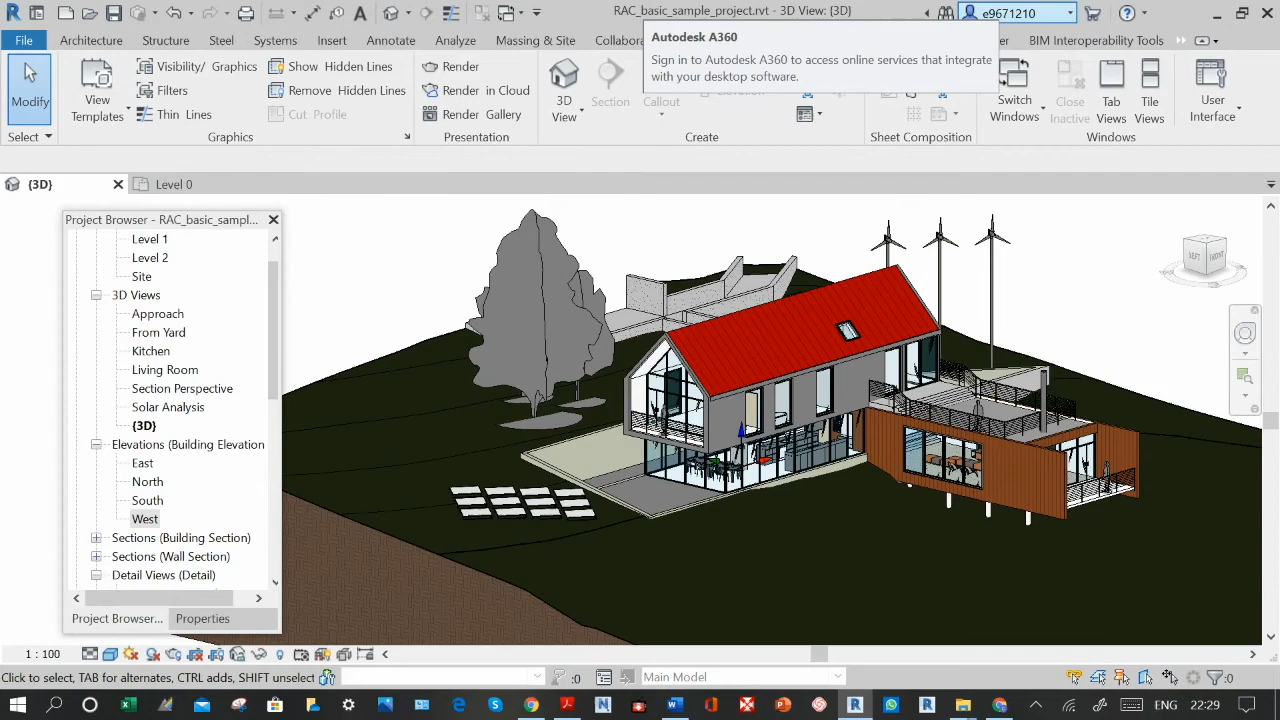 RAC_basic_sample_project.rvt - 3D View: {3D}
e9671210
File Architecture Structure Steel Systems Insert Annotate Analyze Massing & Site Collabora er BIM Interoperability Tools
Autodesk A360
Sign in to Autodesk A360 to access online services that integrate
with your desktop software.
Modify
Select
View
Templates
Visibility/ Graphics
Filters
Thin Lines
Show Hidden Lines
Remove Hidden Lines
Cut Profile
Graphics
Render
Render in Cloud
Render Gallery
Presentation
3D
View
Section
Callout
Elevation
Create
Sheet Composition
Switch
Windows
Close
Inactive
Tab
Views
Tile
Views
Windows
User
Interface
{3D}
Level 0
Project Browser - RAC_basic_sampl...
Level 1
Level 2
Site
3D Views
Approach
From Yard
Kitchen
Living Room
Section Perspective
Solar Analysis
{3D}
Elevations (Building Elevation
East
North
South
West
Sections (Building Section)
Sections (Wall Section)
Detail Views (Detail)
Project Browser... Properties
LEFT FRONT
1 : 100
Click to select, TAB for alternates, CTRL adds, SHIFT unselect
:0
Main Model
:0
ENG 22:29